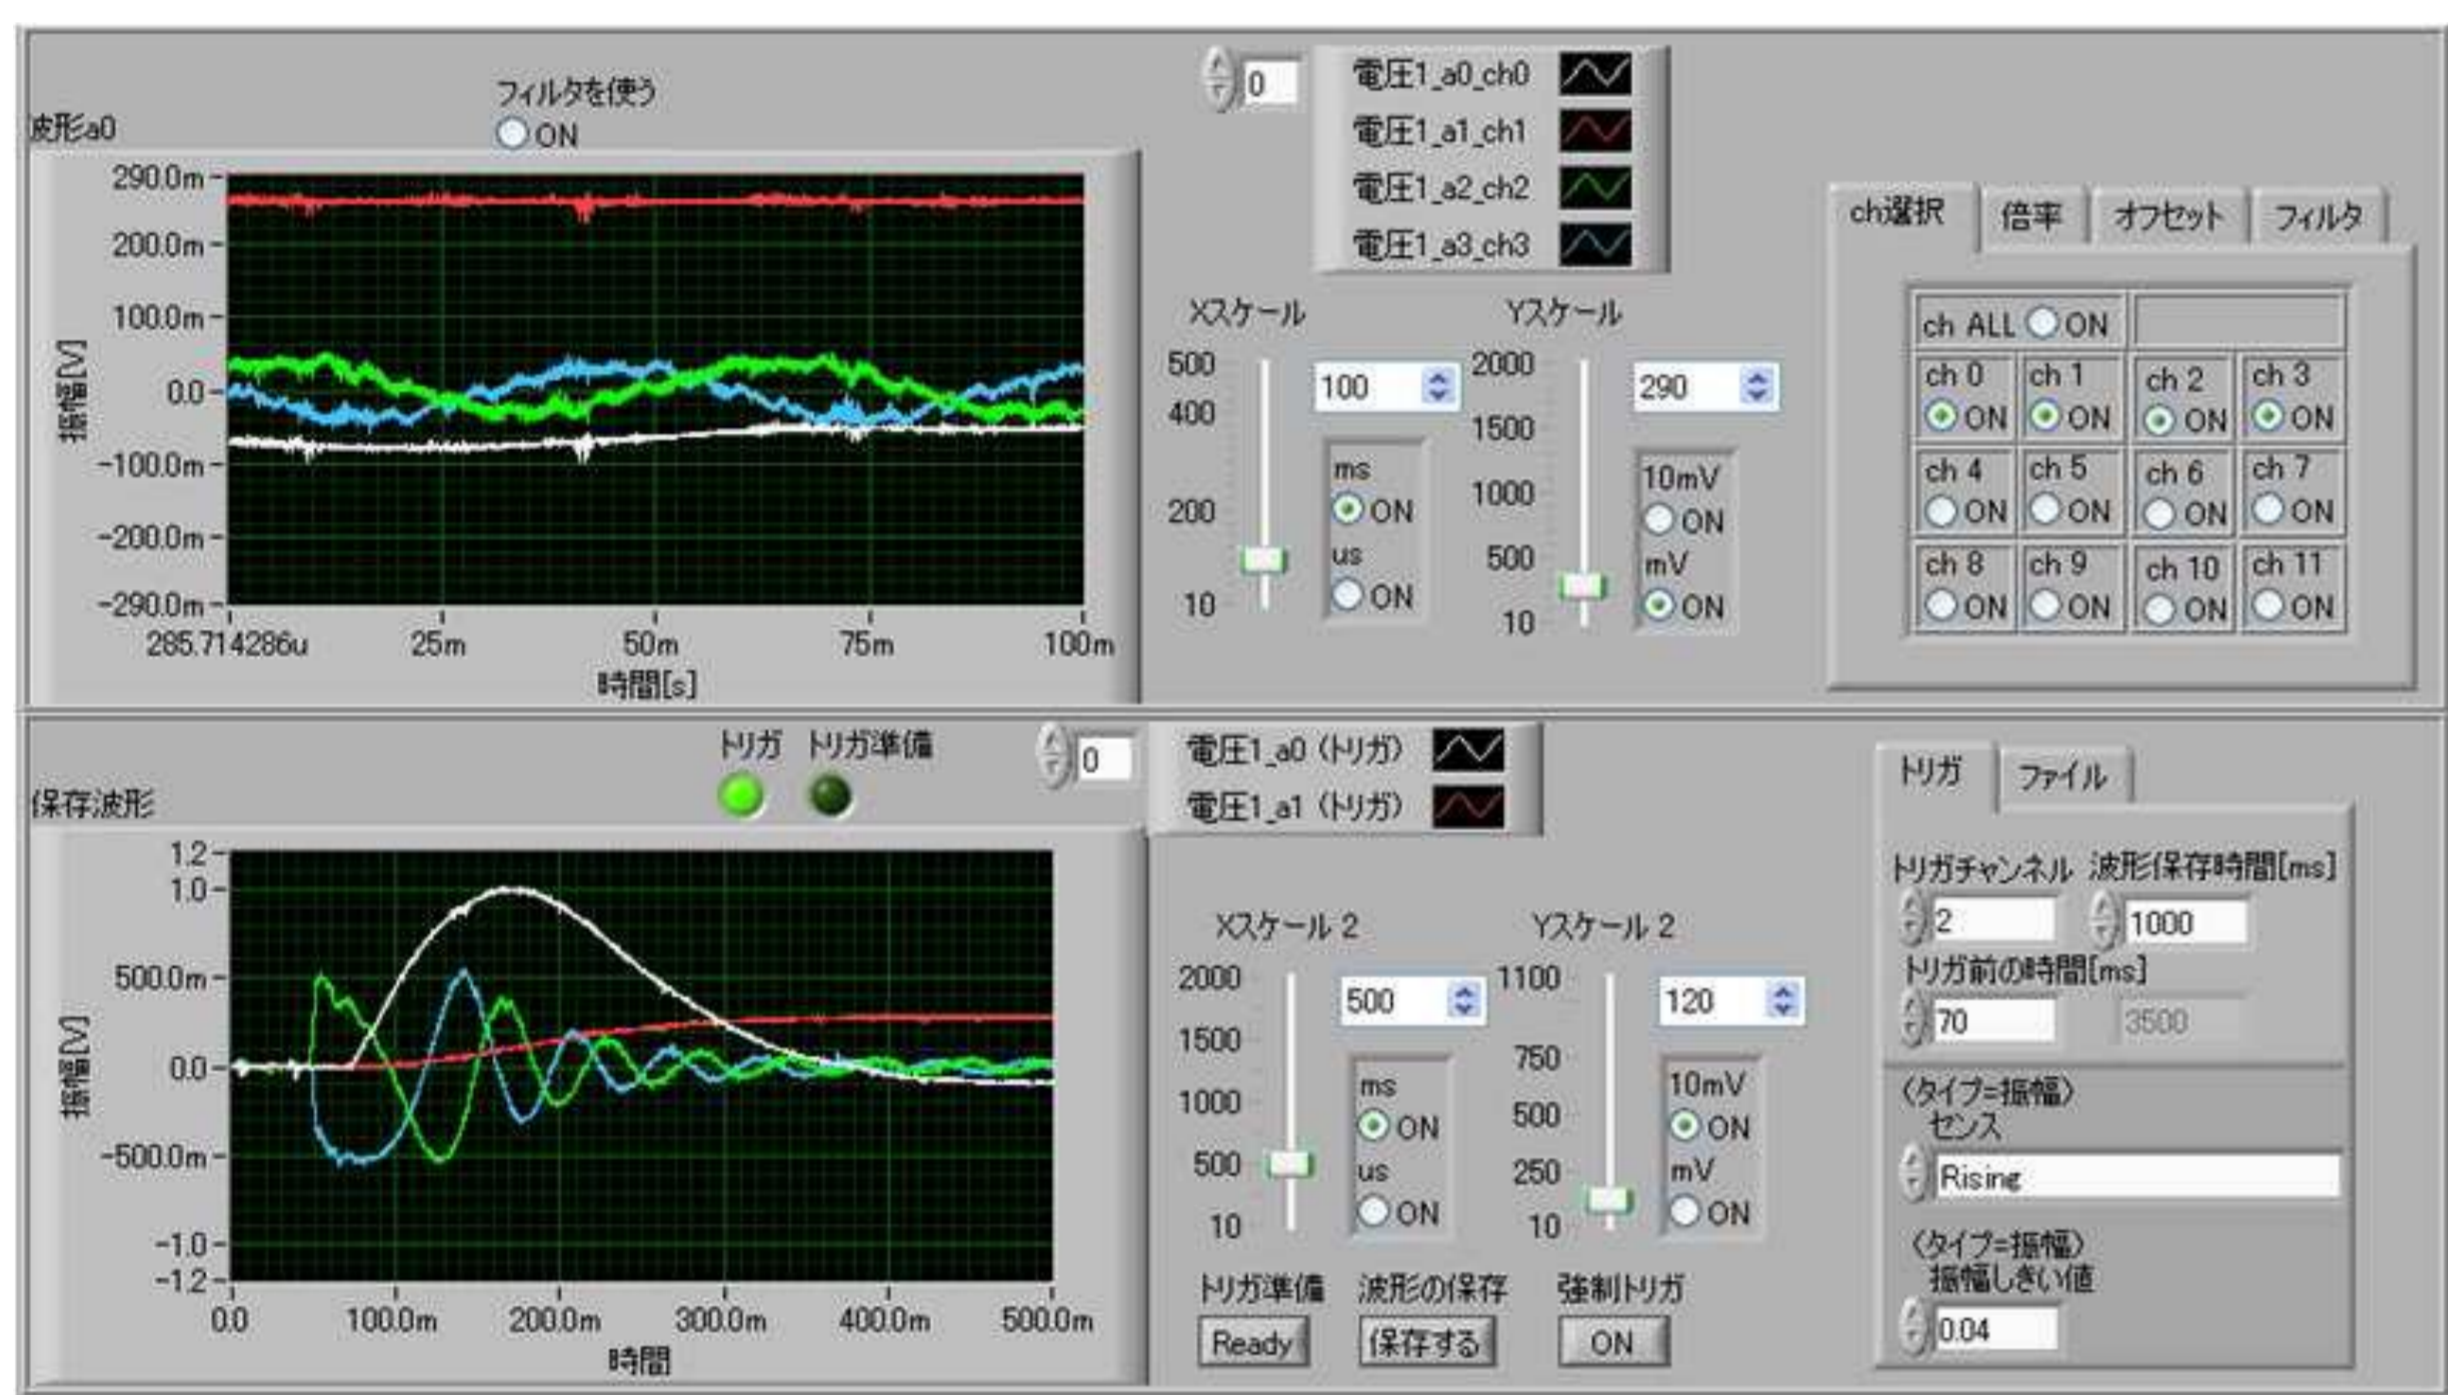 フィルタを使う
ON
波形a0
290.0m
200.0m
100.0m
0.0
-100.0m
-200.0m
-290.0m
振幅[V]
285.714286u 25m 50m 75m 100m
時間[s]
0
電圧1_a0_ch0
電圧1_a1_ch1
電圧1_a2_ch2
電圧1_a3_ch3
Xスケール
500
400
200
10
100
ms
ON
us
ON
Yスケール
2000
1500
1000
500
10
290
10mV
ON
mV
ON
ch選択 倍率 オフセット フィルタ
ch ALL ON
ch 0 ch 1 ch 2 ch 3
ON ON ON ON
ch 4 ch 5 ch 6 ch 7
ON ON ON ON
ch 8 ch 9 ch 10 ch 11
ON ON ON ON
トリガ トリガ準備
保存波形
1.2
1.0
500.0m
0.0
-500.0m
-1.0
-1.2
振幅[V]
0.0 100.0m 200.0m 300.0m 400.0m 500.0m
時間
0
電圧1_a0 (トリガ)
電圧1_a1 (トリガ)
Xスケール 2
2000
1500
1000
500
10
500
ms
ON
us
ON
Yスケール 2
1100
750
500
250
10
120
10mV
ON
mV
ON
トリガ準備 波形の保存 強制トリガ
Ready 保存する ON
トリガ ファイル
トリガチャンネル 波形保存時間[ms]
2 1000
トリガ前の時間[ms]
70 3500
〈タイプ=振幅〉
センス
Rising
〈タイプ=振幅〉
振幅しきい値
0.04